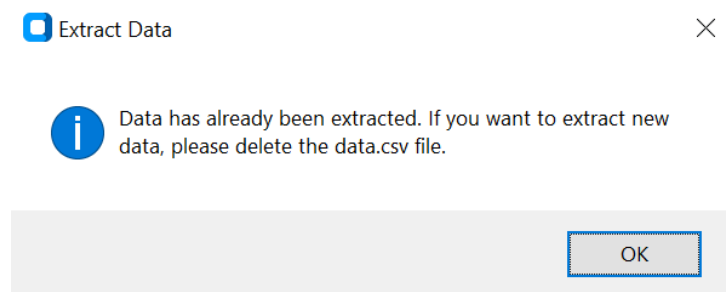 Extract Data
Data has already been extracted. If you want to extract new
data, please delete the data.csv file.
OK